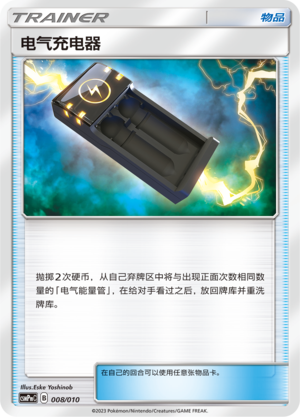 TRAINER
物品
电气充电器
抛掷2次硬币,从自己弃牌区中将与出现正面次数相同数
量的「电气能量管」,在给对手看过之后,放回牌库并重洗
牌库。
在自己的回合可以使用任意张物品卡。
Illus.Eske Yoshinob
B 008/010
©2023 Pokémon/Nintendo/Creatures/GAME FREAK.